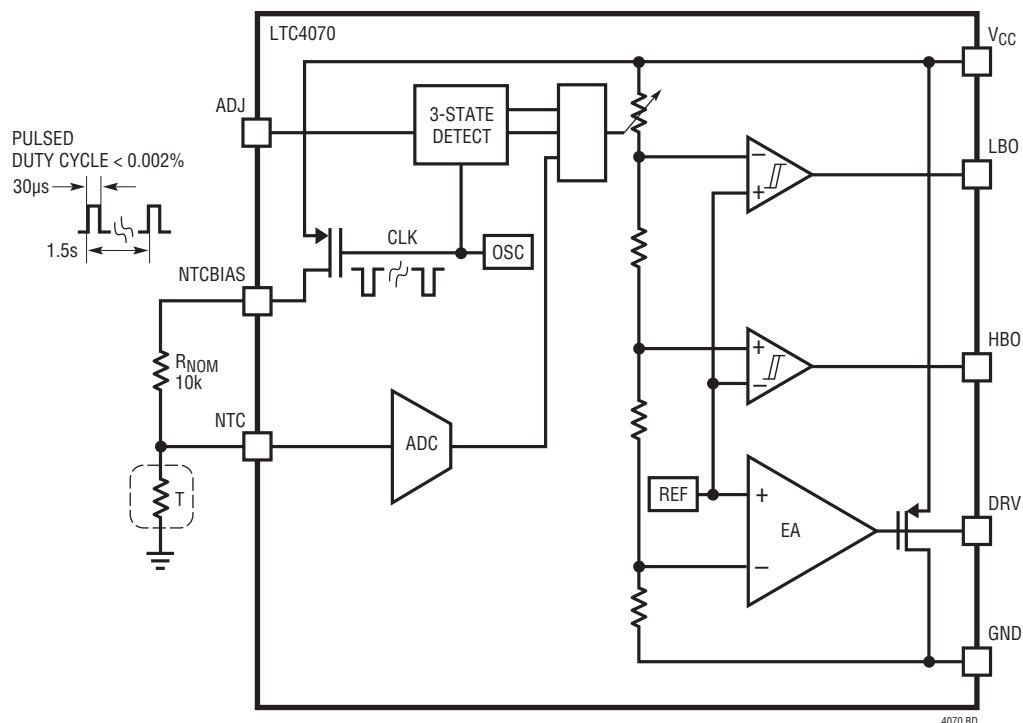 LTC4070
VCC
ADJ
3-STATE
DETECT
PULSED
DUTY CYCLE < 0.002%
30µs
1.5s
LBO
CLK
OSC
NTCBIAS
+
–
HBO
+
–
RNOM
10k
NTC
ADC
REF
+
EA
–
DRV
T
GND
4070 BD